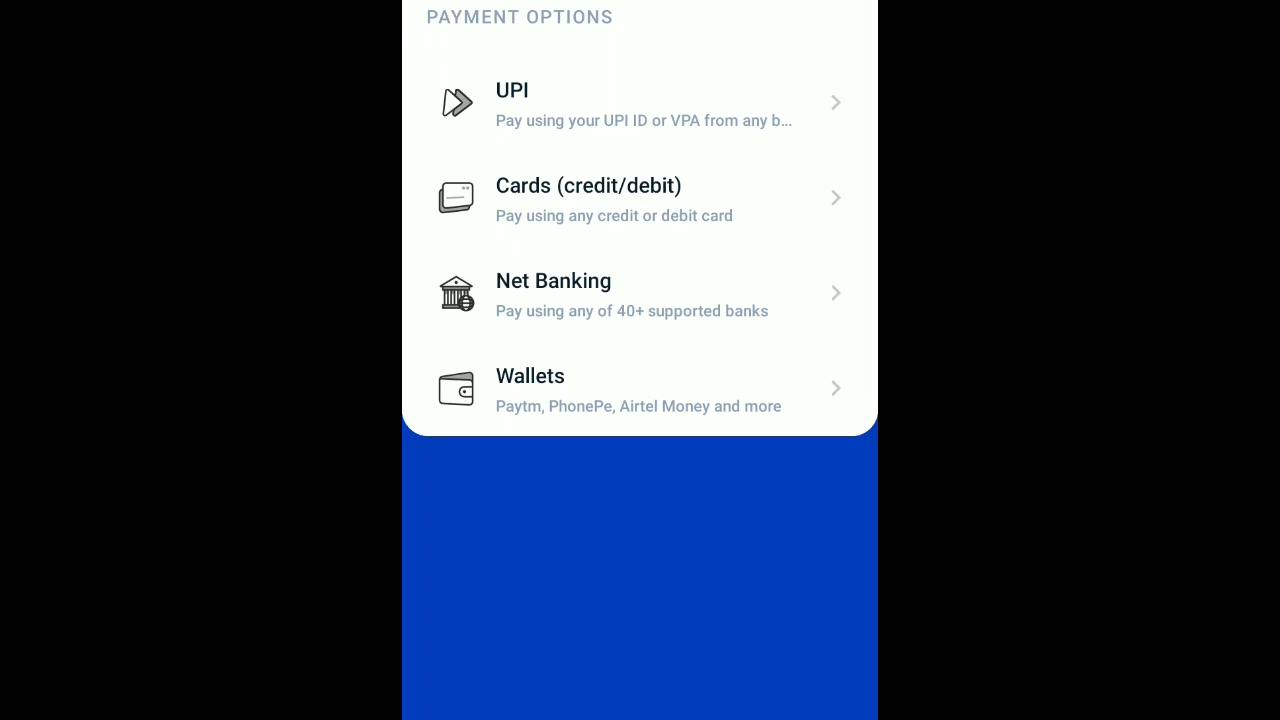 PAYMENT OPTIONS
UPI
Pay using your UPI ID or VPA from any b...
Cards (credit/debit)
Pay using any credit or debit card
Net Banking
Pay using any of 40+ supported banks
Wallets
Paytm, PhonePe, Airtel Money and more